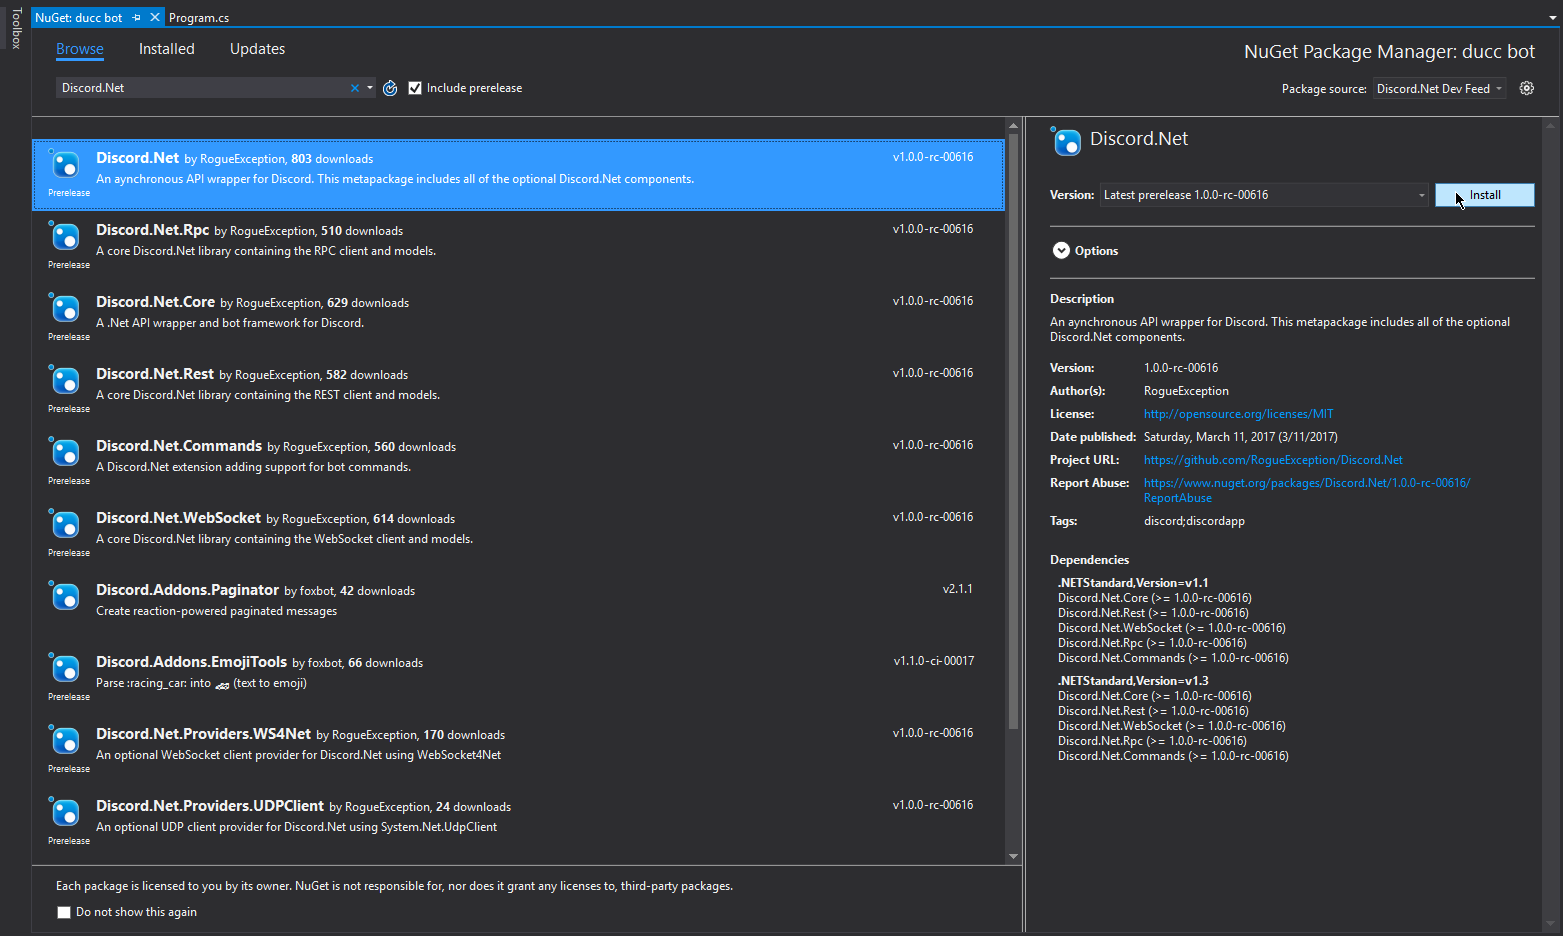 Toolbox
NuGet: ducc bot
Program.cs
Browse
Installed
Updates
NuGet Package Manager: ducc bot
Discord.Net
Include prerelease
Package source: Discord.Net Dev Feed
Discord.Net by RogueException, 803 downloads
v1.0.0-rc-00616
An aynchronous API wrapper for Discord. This metapackage includes all of the optional Discord.Net components.
Prerelease
Discord.Net.Rpc by RogueException, 510 downloads
v1.0.0-rc-00616
A core Discord.Net library containing the RPC client and models.
Prerelease
Discord.Net.Core by RogueException, 629 downloads
v1.0.0-rc-00616
A .Net API wrapper and bot framework for Discord.
Prerelease
Discord.Net.Rest by RogueException, 582 downloads
v1.0.0-rc-00616
A core Discord.Net library containing the REST client and models.
Prerelease
Discord.Net.Commands by RogueException, 560 downloads
v1.0.0-rc-00616
A Discord.Net extension adding support for bot commands.
Prerelease
Discord.Net.WebSocket by RogueException, 614 downloads
v1.0.0-rc-00616
A core Discord.Net library containing the WebSocket client and models.
Prerelease
Discord.Addons.Paginator by foxbot, 42 downloads
v2.1.1
Create reaction-powered paginated messages
Discord.Addons.EmojiTools by foxbot, 66 downloads
v1.1.0-ci-00017
Parse :racing_car: into 🏎 (text to emoji)
Prerelease
Discord.Net.Providers.WS4Net by RogueException, 170 downloads
v1.0.0-rc-00616
An optional WebSocket client provider for Discord.Net using WebSocket4Net
Prerelease
Discord.Net.Providers.UDPClient by RogueException, 24 downloads
v1.0.0-rc-00616
An optional UDP client provider for Discord.Net using System.Net.UdpClient
Prerelease
Each package is licensed to you by its owner. NuGet is not responsible for, nor does it grant any licenses to, third-party packages.
Do not show this again
Discord.Net
Version: Latest prerelease 1.0.0-rc-00616
Install
Options
Description
An aynchronous API wrapper for Discord. This metapackage includes all of the optional
Discord.Net components.
Version: 1.0.0-rc-00616
Author(s): RogueException
License: http://opensource.org/licenses/MIT
Date published: Saturday, March 11, 2017 (3/11/2017)
Project URL: https://github.com/RogueException/Discord.Net
Report Abuse: https://www.nuget.org/packages/Discord.Net/1.0.0-rc-00616/
ReportAbuse
Tags: discord;discordapp
Dependencies
.NETStandard,Version=v1.1
Discord.Net.Core (>= 1.0.0-rc-00616)
Discord.Net.Rest (>= 1.0.0-rc-00616)
Discord.Net.WebSocket (>= 1.0.0-rc-00616)
Discord.Net.Rpc (>= 1.0.0-rc-00616)
Discord.Net.Commands (>= 1.0.0-rc-00616)
.NETStandard,Version=v1.3
Discord.Net.Core (>= 1.0.0-rc-00616)
Discord.Net.Rest (>= 1.0.0-rc-00616)
Discord.Net.WebSocket (>= 1.0.0-rc-00616)
Discord.Net.Rpc (>= 1.0.0-rc-00616)
Discord.Net.Commands (>= 1.0.0-rc-00616)